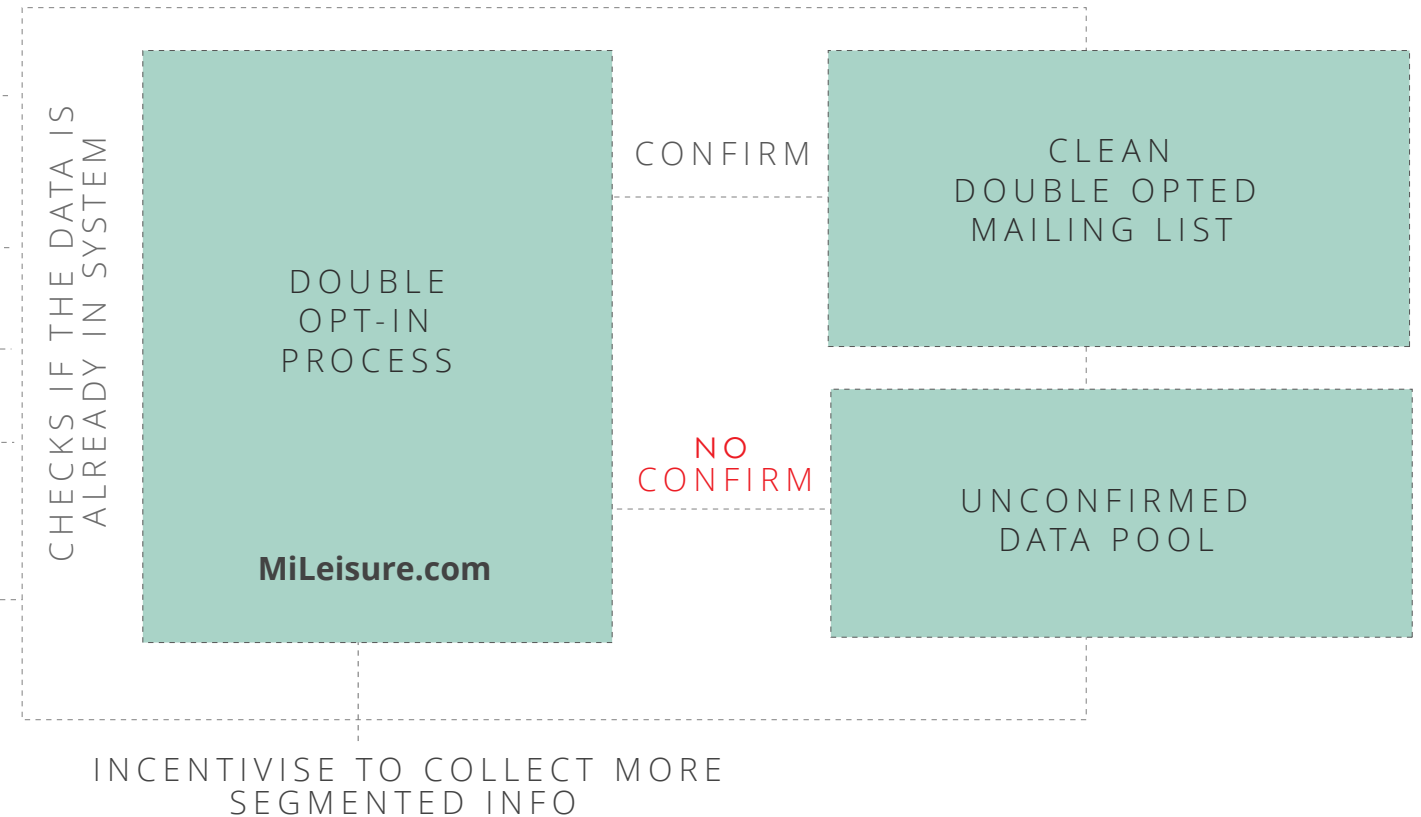 CHECKS IF THE DATA IS
ALREADY IN SYSTEM
DOUBLE
OPT-IN
PROCESS
MiLeisure.com
CONFIRM
NO
CONFIRM
CLEAN
DOUBLE OPTED
MAILING LIST
UNCONFIRMED
DATA POOL
INCENTIVISE TO COLLECT MORE
SEGMENTED INFO